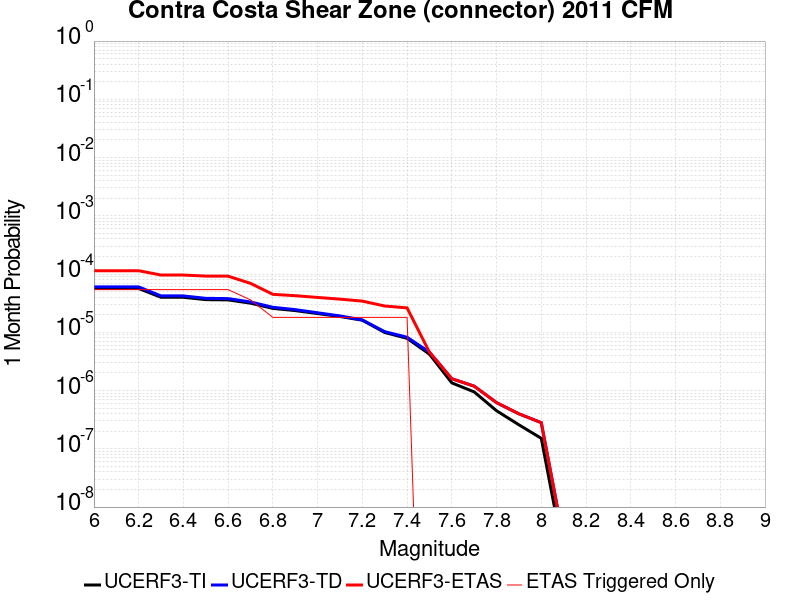 Contra Costa Shear Zone (connector) 2011 CFM
10^0
10^-1
10^-2
10^-3
10^-4
10^-5
10^-6
10^-7
10^-8
1 Month Probability
6 6.2 6.4 6.6 6.8 7 7.2 7.4 7.6 7.8 8 8.2 8.4 8.6 8.8 9
Magnitude
UCERF3-TI UCERF3-TD UCERF3-ETAS ETAS Triggered Only